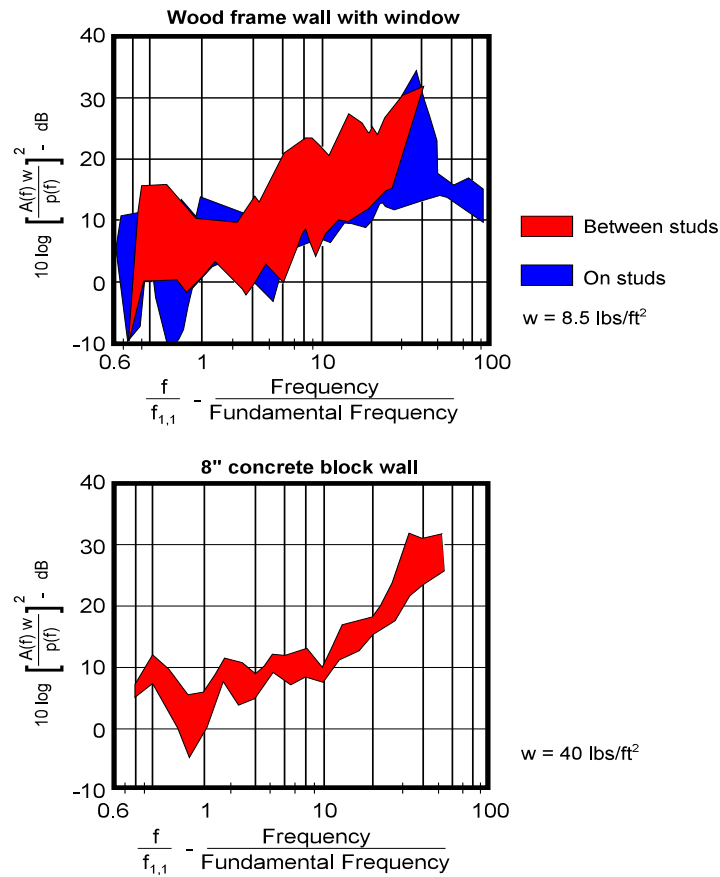 Wood frame wall with window
40
30
20
10
0
-10
10 log [A(f) w / p(f)]² - dB
0.6 1 10 100
f / f1,1 - Frequency / Fundamental Frequency
Between studs
On studs
w = 8.5 lbs/ft²
8" concrete block wall
40
30
20
10
0
-10
10 log [A(f) w / p(f)]² - dB
0.6 1 10 100
f / f1,1 - Frequency / Fundamental Frequency
w = 40 lbs/ft²